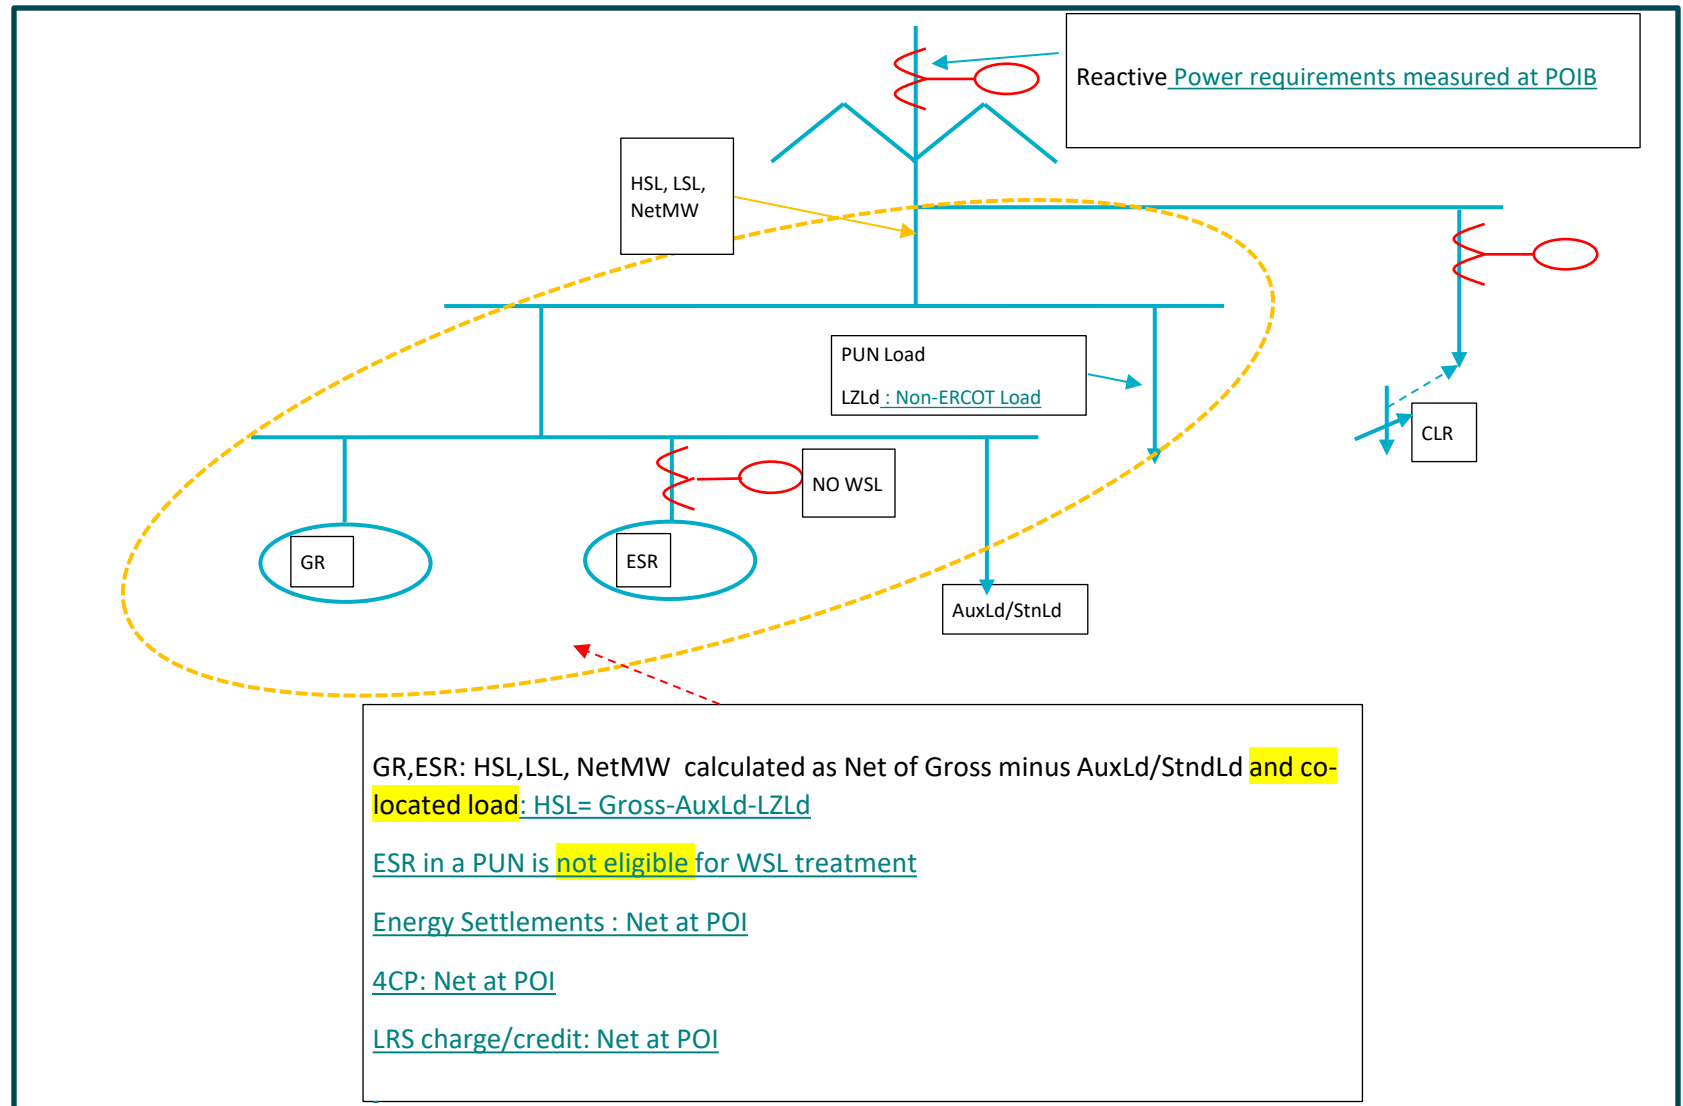 Reactive Power requirements measured at POIB
HSL, LSL,
NetMW
PUN Load
LZLd : Non-ERCOT Load
CLR
NO WSL
GR
ESR
AuxLd/StnLd
GR,ESR: HSL,LSL, NetMW  calculated as Net of Gross minus AuxLd/StndLd and co-
located load: HSL= Gross-AuxLd-LZLd
ESR in a PUN is not eligible for WSL treatment
Energy Settlements : Net at POI
4CP: Net at POI
LRS charge/credit: Net at POI